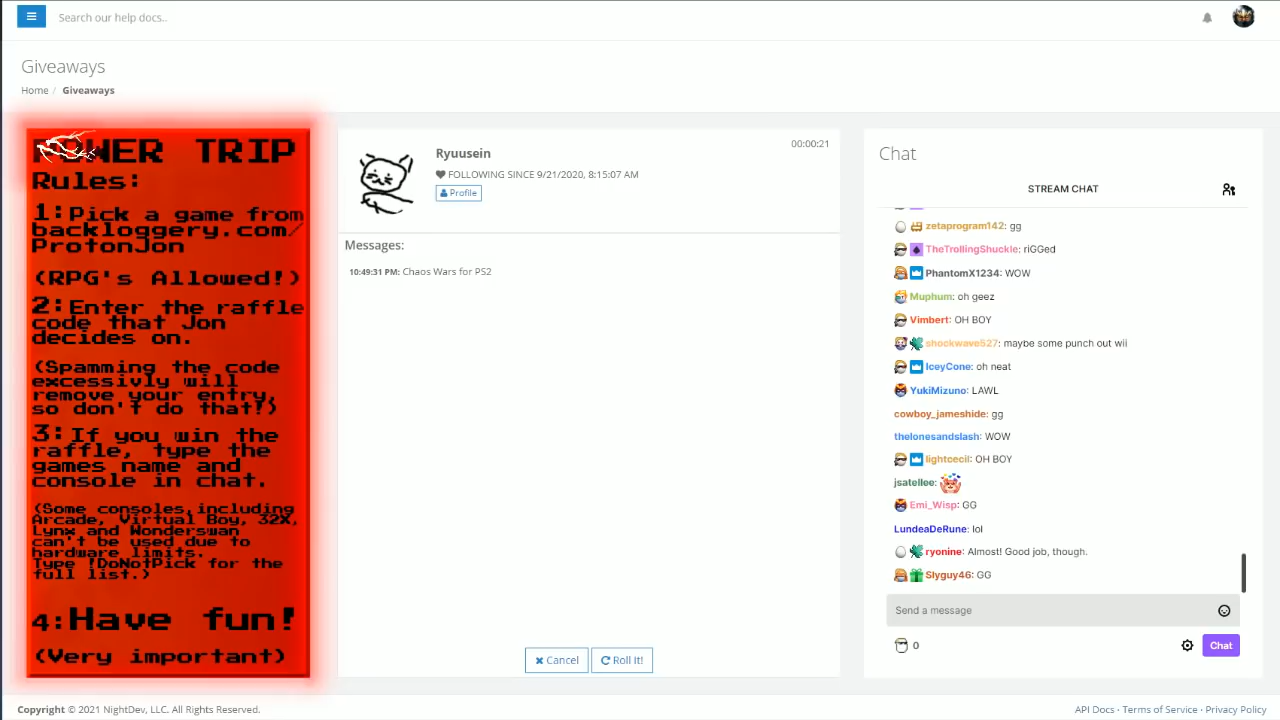 Search our help docs..
Giveaways
Home / Giveaways
POWER TRIP
Rules:
1:Pick a game from
backloggery.com/
ProtonJon
(RPG's Allowed!)
2:Enter the raffle
code that Jon
decides on.
(Spamming the code
excessivly will
remove your entry,
so don't do that!)
3:If you win the
raffle, type the
games name and
console in chat.
(Some consoles,including
Arcade, Virtual Boy, 32X,
Lynx and Wonderswan
can't be used due to
hardware limits.
Type !DoNotPick for the
full list.)
4:Have fun!
(Very important)
Ryuusein
00:00:21
FOLLOWING SINCE 9/21/2020, 8:15:07 AM
Profile
Messages:
10:49:31 PM: Chaos Wars for PS2
Cancel
Roll It!
Chat
STREAM CHAT
zetaprogram142: gg
TheTrollingShuckle: riGGed
PhantomX1234: WOW
Muphum: oh geez
Vimbert: OH BOY
shockwave527: maybe some punch out wii
IceyCone: oh neat
YukiMizuno: LAWL
cowboy_jameshide: gg
thelonesandslash: WOW
lightcecil: OH BOY
jsatellee:
Emi_Wisp: GG
LundeaDeRune: lol
ryonine: Almost! Good job, though.
Slyguy46: GG
Send a message
0
Chat
Copyright © 2021 NightDev, LLC. All Rights Reserved.
API Docs · Terms of Service · Privacy Policy